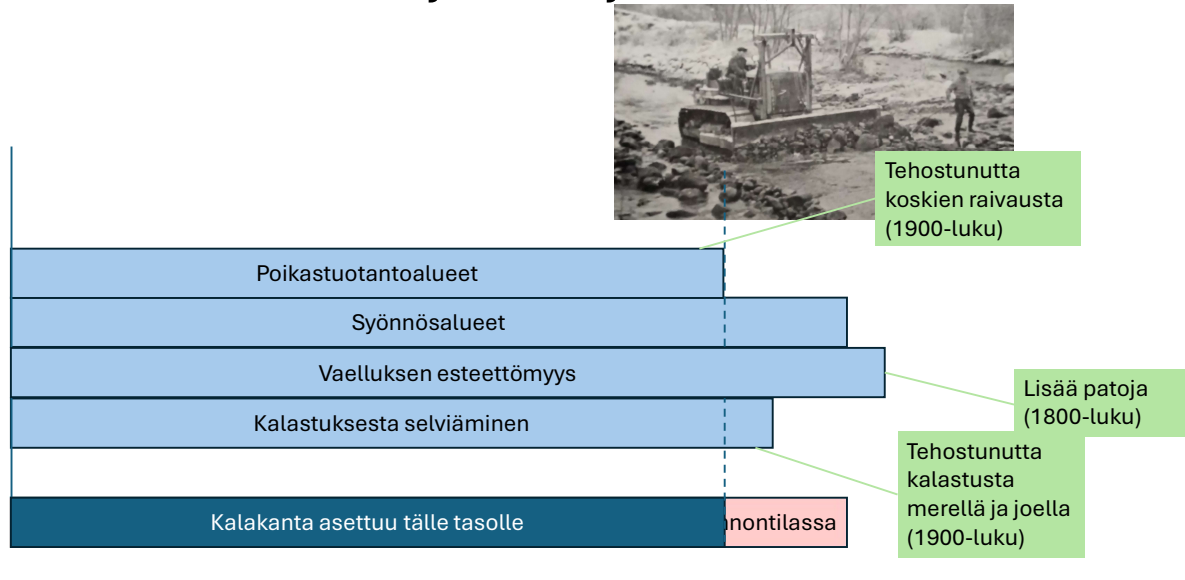 Tehostunutta
koskien raivausta
(1900-luku)
Poikastuotantoalueet
Syönnösalueet
Vaelluksen esteettömyys
Lisää patoja
(1800-luku)
Kalastuksesta selviäminen
Tehostunutta
kalastusta
merellä ja joella
(1900-luku)
Kalakanta asettuu tälle tasolle